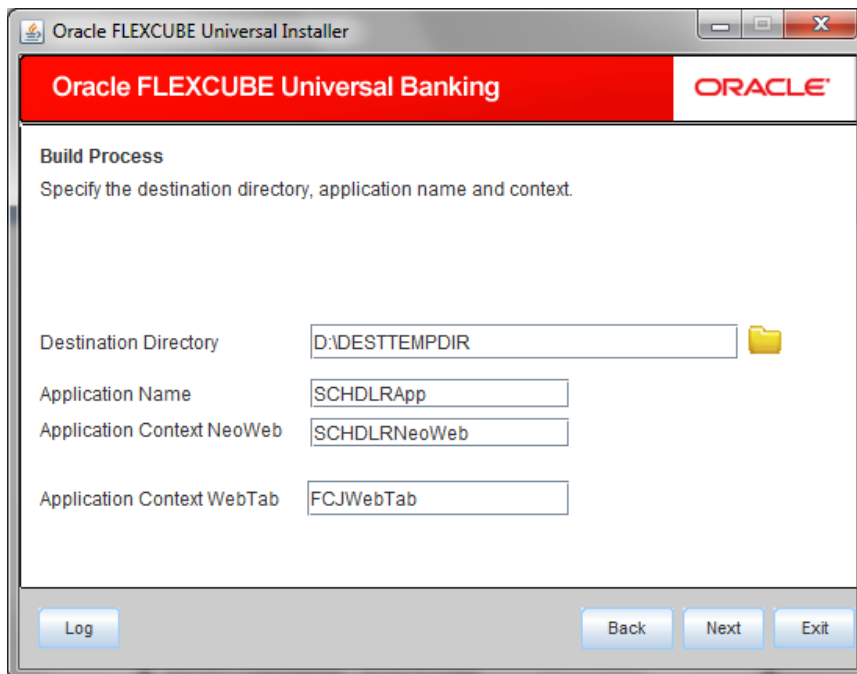 Oracle FLEXCUBE Universal Installer
Oracle FLEXCUBE Universal Banking
ORACLE
Build Process
Specify the destination directory, application name and context.
Destination Directory D:\DESTTEMPDIR
Application Name SCHDLRApp
Application Context NeoWeb SCHDLRNeoWeb
Application Context WebTab FCJWebTab
Log Back Next Exit